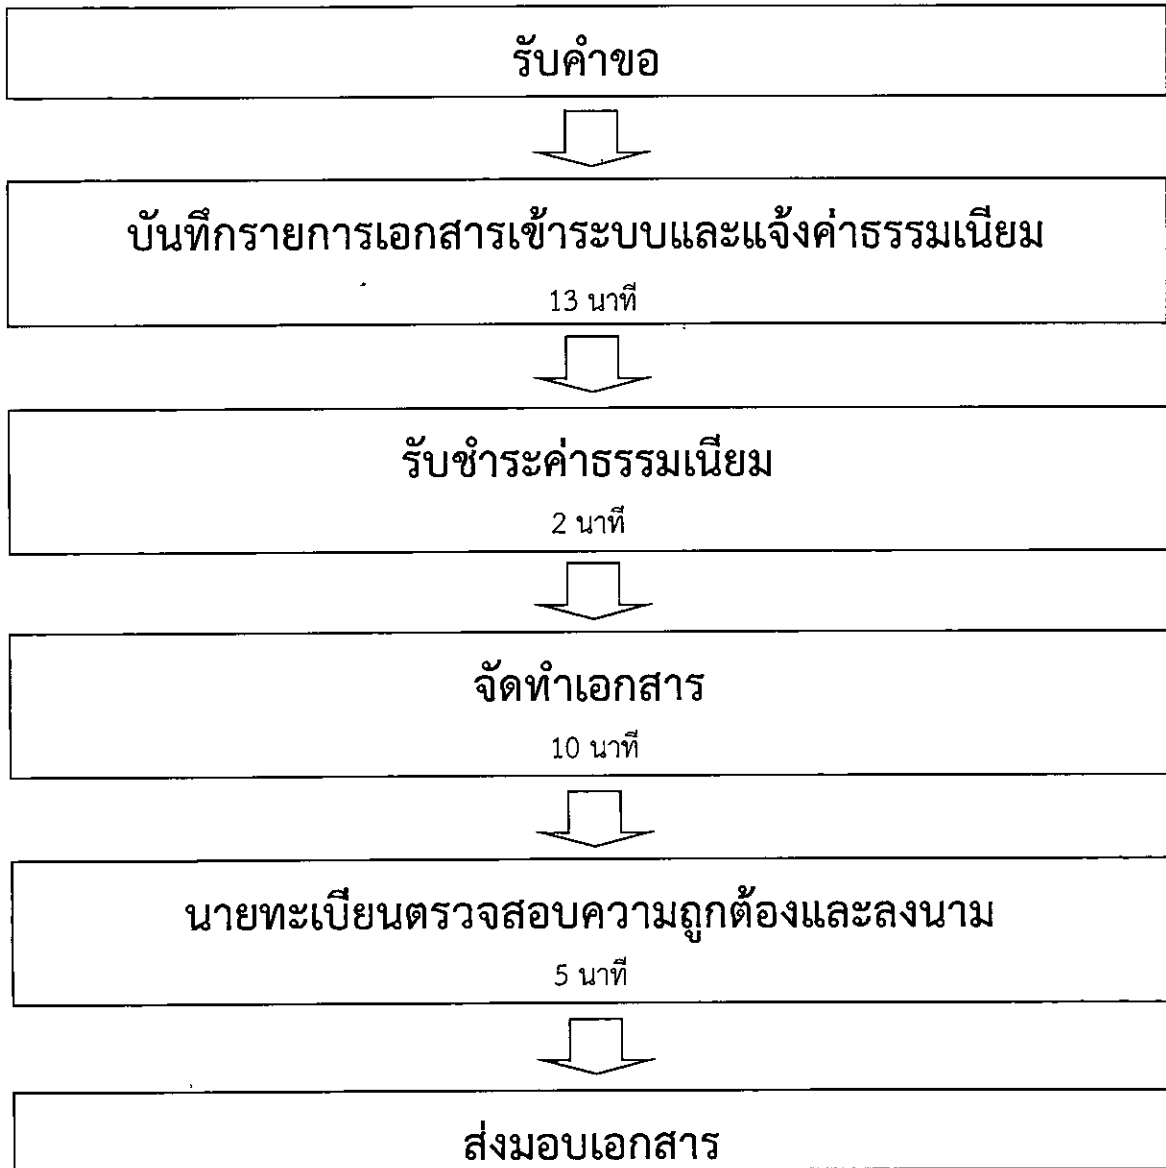 รับคำขอ
บันทึกรายการเอกสารเข้าระบบและแจ้งค่าธรรมเนียม
13 นาที
รับชำระค่าธรรมเนียม
2 นาที
จัดทำเอกสาร
10 นาที
นายทะเบียนตรวจสอบความถูกต้องและลงนาม
5 นาที
ส่งมอบเอกสาร